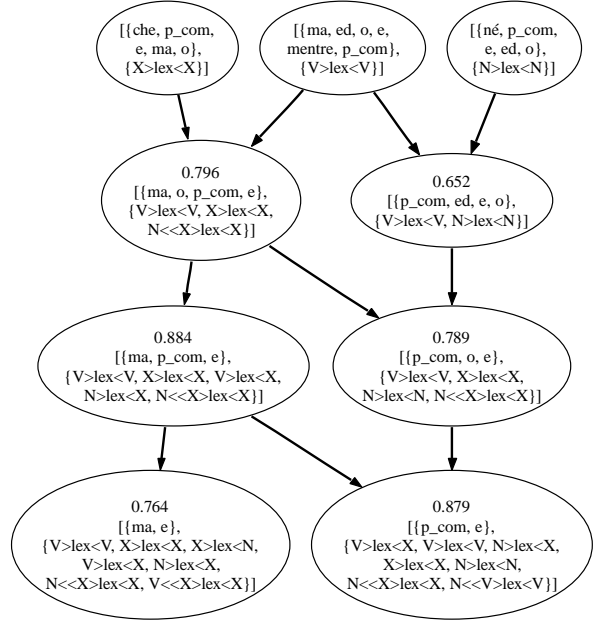 [{che, p_com,
e, ma, o},
{X>lex<X}]
[{ma, ed, o, e,
mentre, p_com},
{V>lex<V}]
[{né, p_com,
e, ed, o},
{N>lex<N}]
0.796
[{ma, o, p_com, e},
{V>lex<V, X>lex<X,
N<<X>lex<X}]
0.652
[{p_com, ed, e, o},
{V>lex<V, N>lex<N}]
0.884
[{ma, p_com, e},
{V>lex<V, X>lex<X, V>lex<X,
N>lex<X, N<<X>lex<X}]
0.789
[{p_com, o, e},
{V>lex<V, X>lex<X,
N>lex<N, N<<X>lex<X}]
0.764
[{ma, e},
{V>lex<V, X>lex<X, X>lex<N,
V>lex<X, N>lex<X,
N<<X>lex<X, V<<X>lex<X}]
0.879
[{p_com, e},
{V>lex<X, V>lex<V, N>lex<X,
X>lex<X, N>lex<N,
N<<X>lex<X, N<<V>lex<V}]